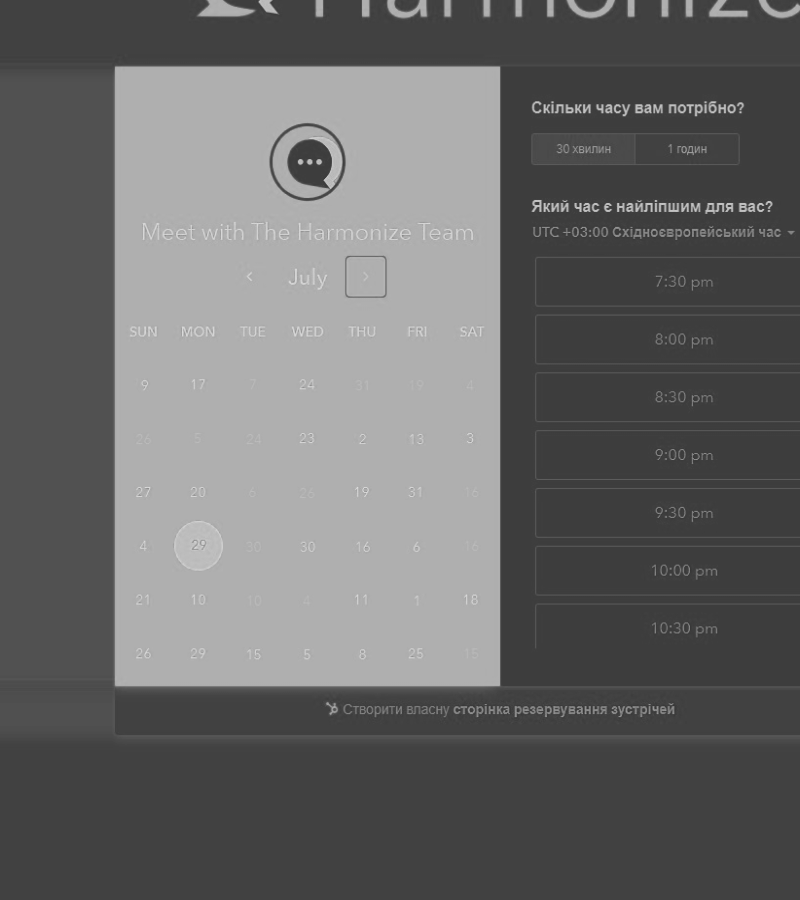 Harmonize
Meet with The Harmonize Team
July
SUN MON TUE WED THU FRI SAT
9 17 7 24 31 19 4
26 5 24 23 2 13 3
27 20 6 26 19 31 16
4 29 30 30 16 6 16
21 10 10 4 11 1 18
26 29 15 5 8 25 15
Скільки часу вам потрібно?
30 хвилин 1 годин
Який час є найліпшим для вас?
UTC +03:00 Східноєвропейський час
7:30 pm
8:00 pm
8:30 pm
9:00 pm
9:30 pm
10:00 pm
10:30 pm
Створити власну сторінка резервування зустрічей